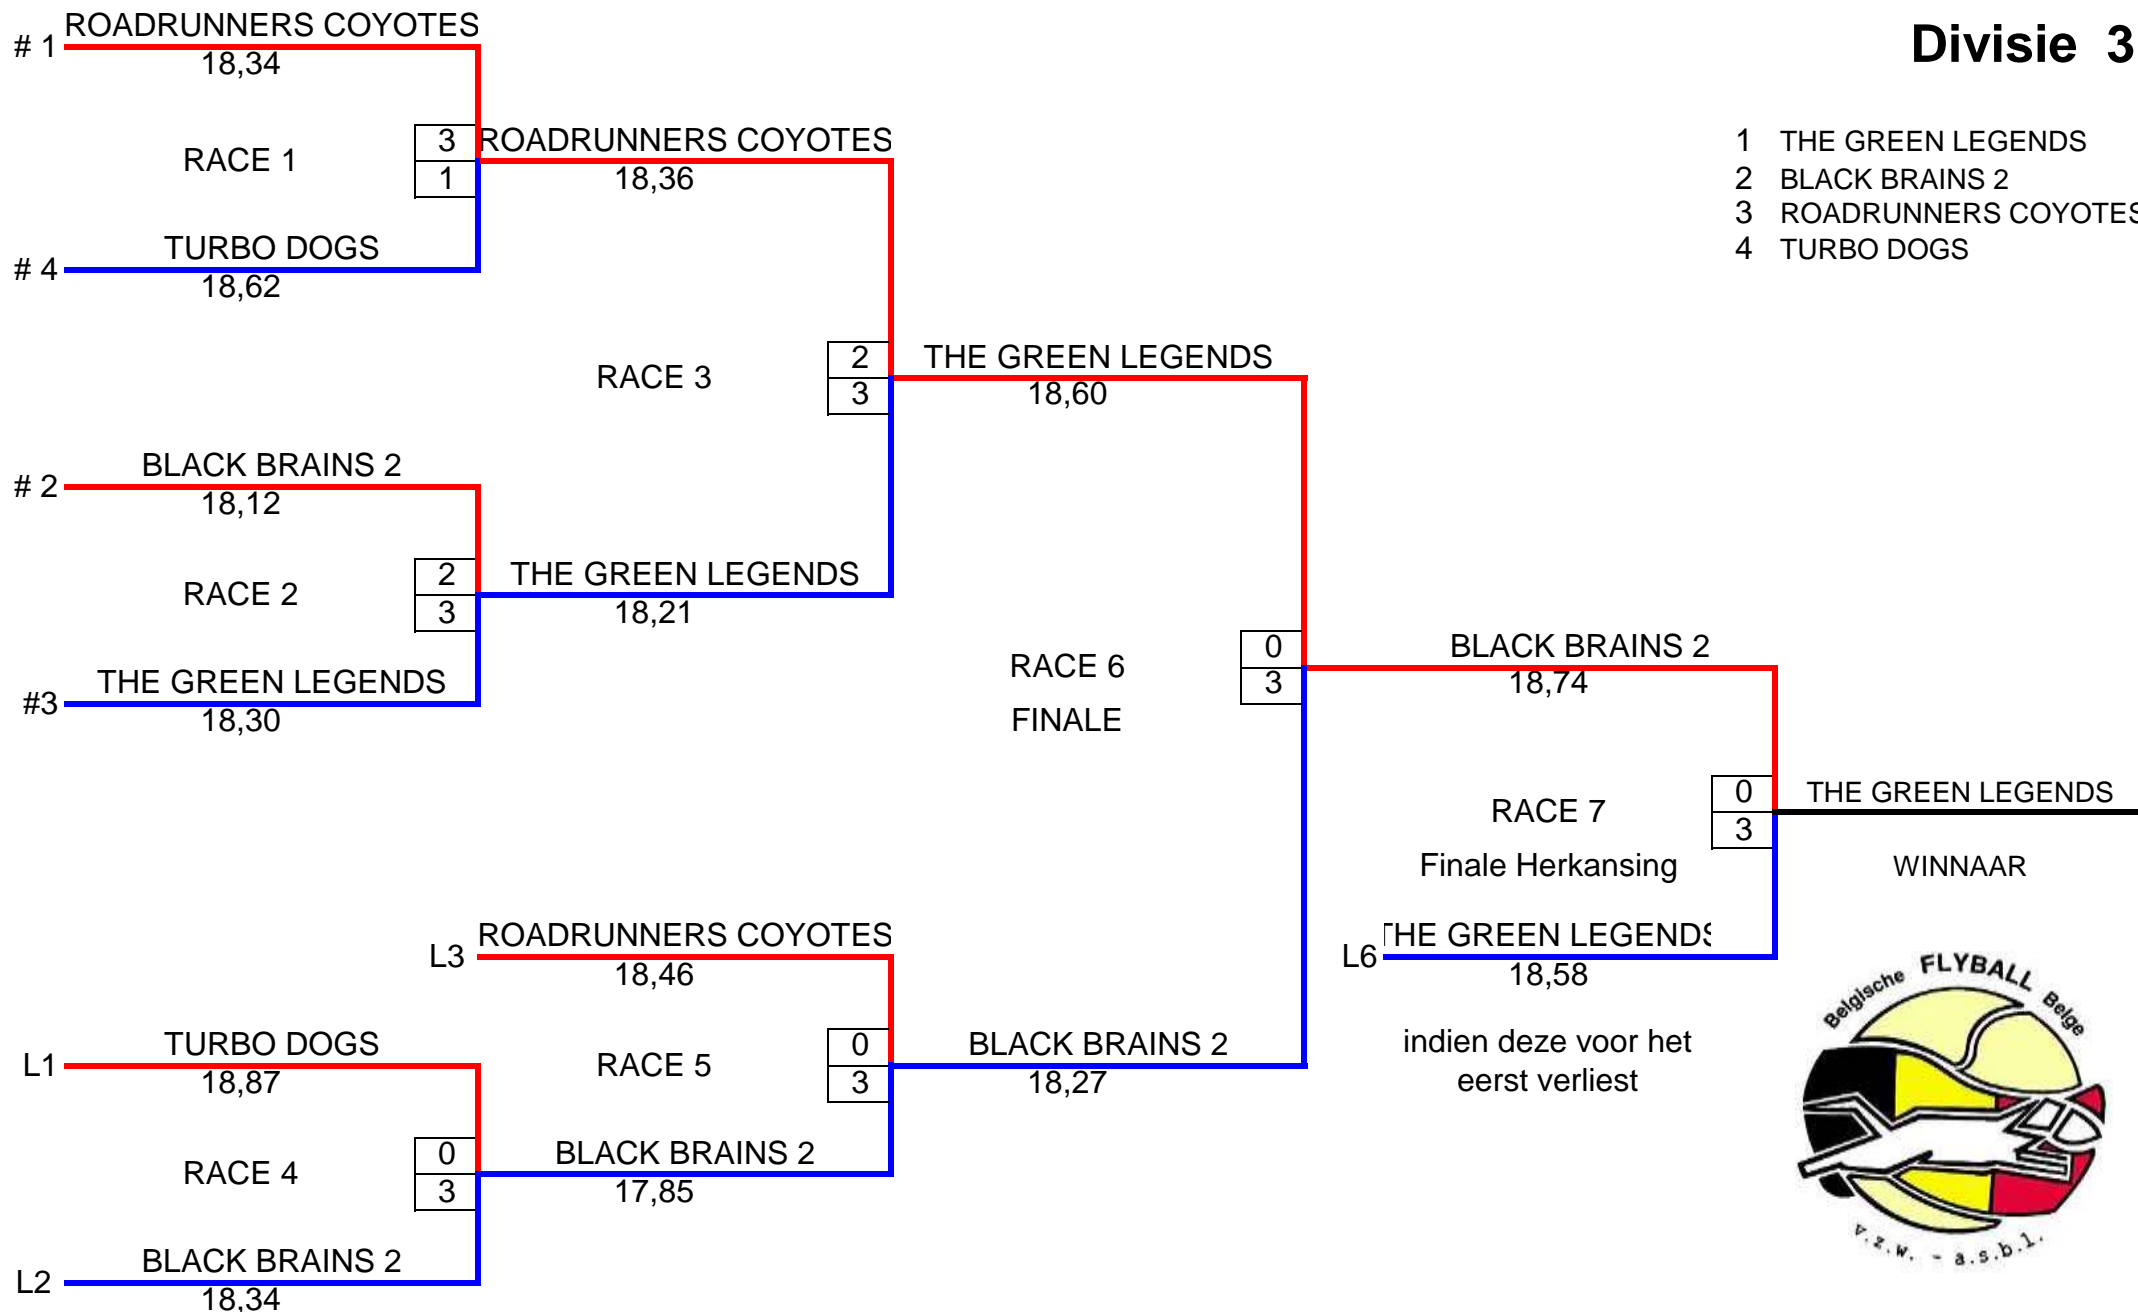 ROADRUNNERS COYOTES
# 1
18,34
Divisie 3
RACE 1
3
1
ROADRUNNERS COYOTES
18,36
1 THE GREEN LEGENDS
2 BLACK BRAINS 2
3 ROADRUNNERS COYOTES
4 TURBO DOGS
TURBO DOGS
# 4
18,62
RACE 3
2
3
THE GREEN LEGENDS
18,60
BLACK BRAINS 2
# 2
18,12
RACE 2
2
3
THE GREEN LEGENDS
18,21
THE GREEN LEGENDS
#3
18,30
RACE 6
FINALE
0
3
BLACK BRAINS 2
18,74
RACE 7
Finale Herkansing
0
3
THE GREEN LEGENDS
WINNAAR
L3
ROADRUNNERS COYOTES
18,46
L6
THE GREEN LEGENDS
18,58
indien deze voor het
eerst verliest
TURBO DOGS
L1
18,87
RACE 5
0
3
BLACK BRAINS 2
18,27
RACE 4
0
3
BLACK BRAINS 2
17,85
BLACK BRAINS 2
L2
18,34
Belgische FLYBALL Belge
v.z.w. - a.s.b.l.